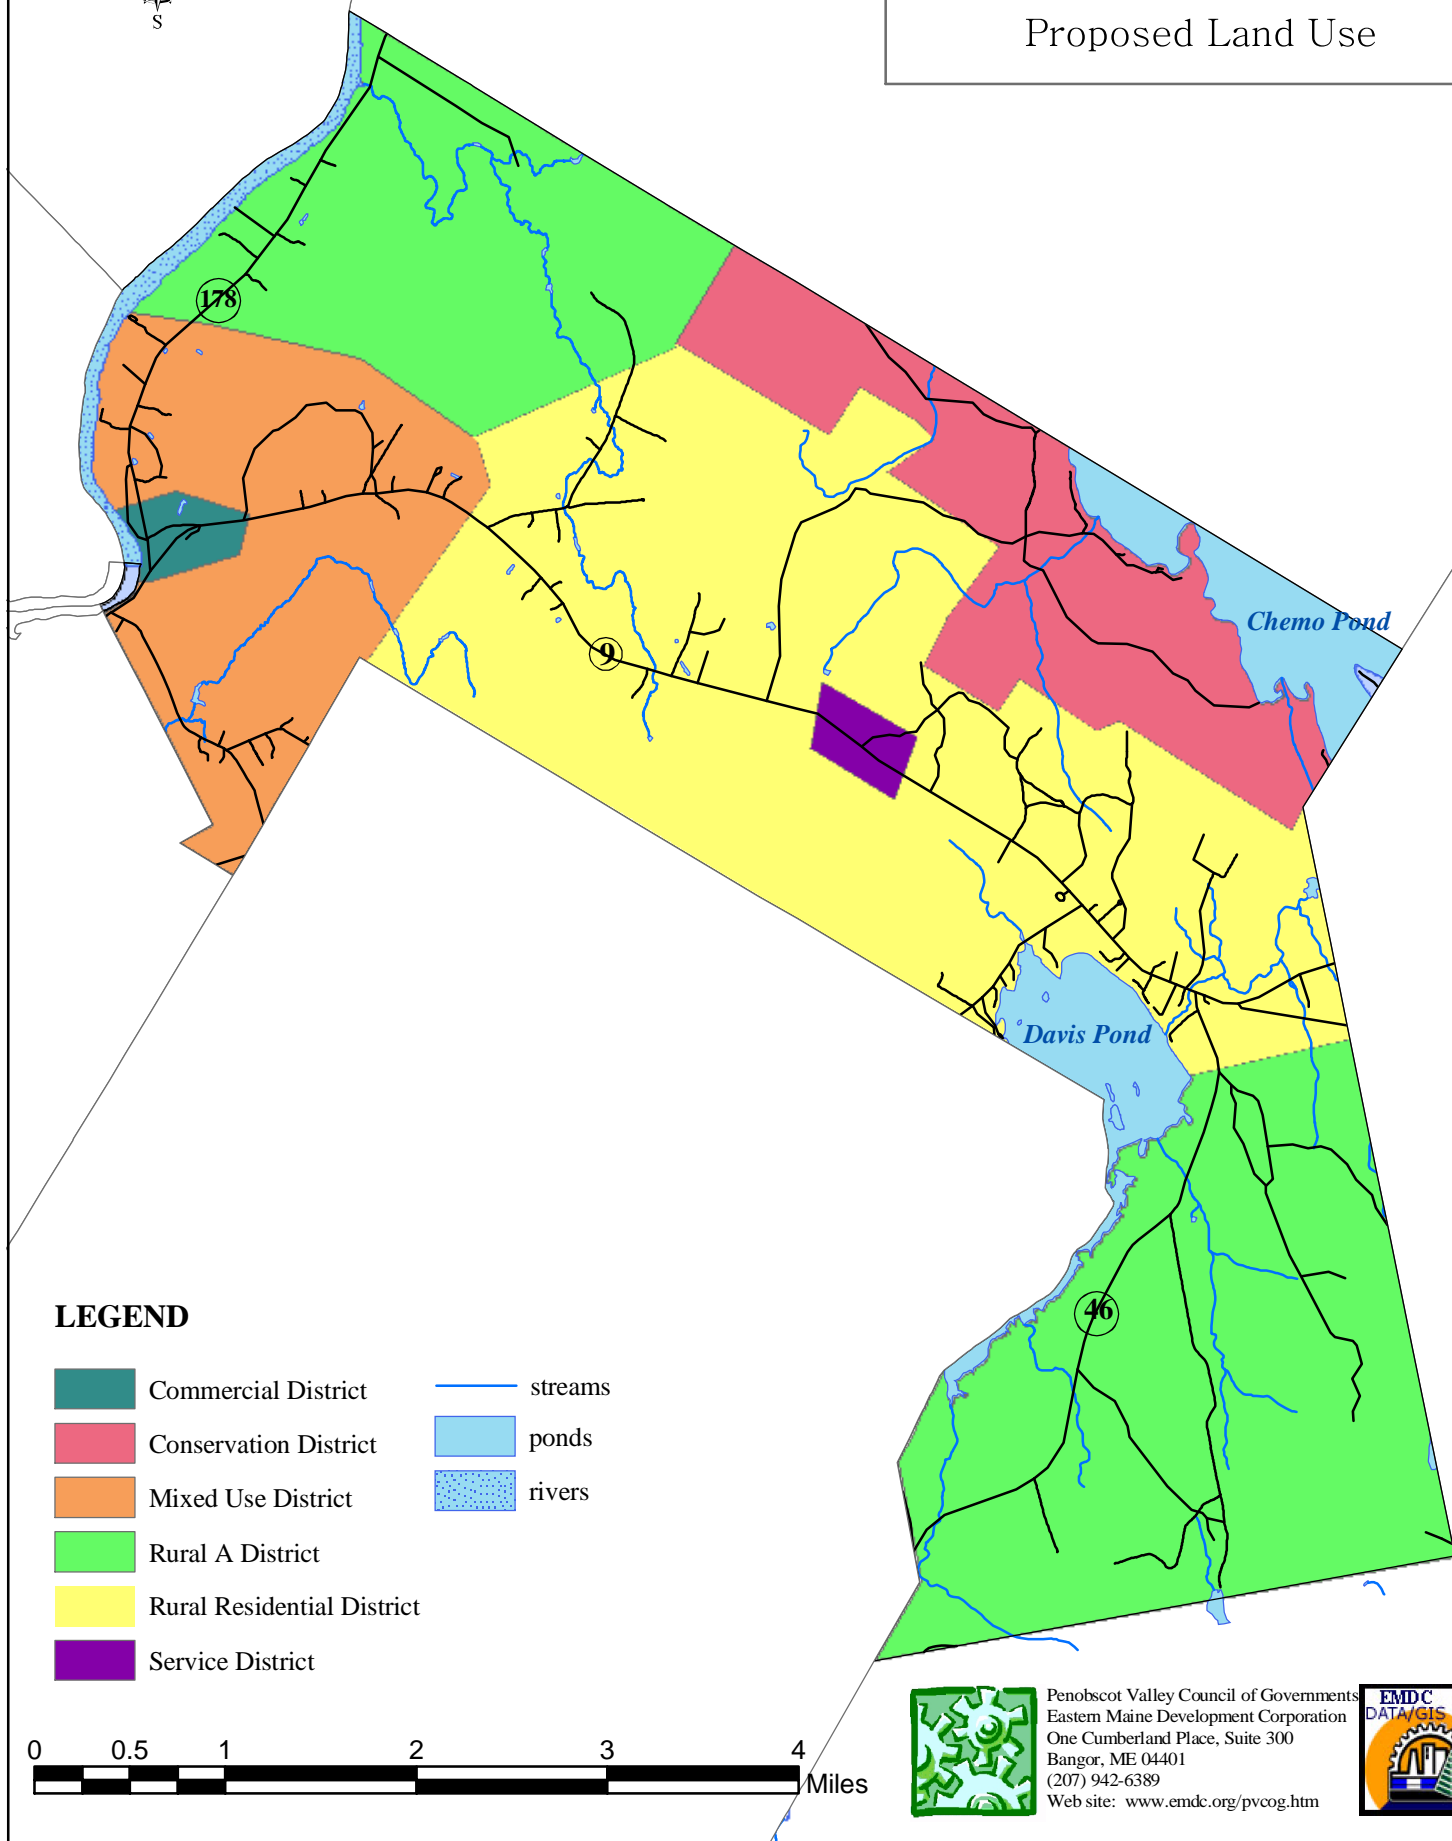 S
Proposed Land Use
178
9
Chemo Pond
Davis Pond
46
LEGEND
Commercial District
Conservation District
Mixed Use District
Rural A District
Rural Residential District
Service District
streams
ponds
rivers
0 0.5 1 2 3 4
Miles
Penobscot Valley Council of Governments
Eastern Maine Development Corporation
One Cumberland Place, Suite 300
Bangor, ME 04401
(207) 942-6389
Web site: www.emdc.org/pvcog.htm
EMDC
DATA/GIS